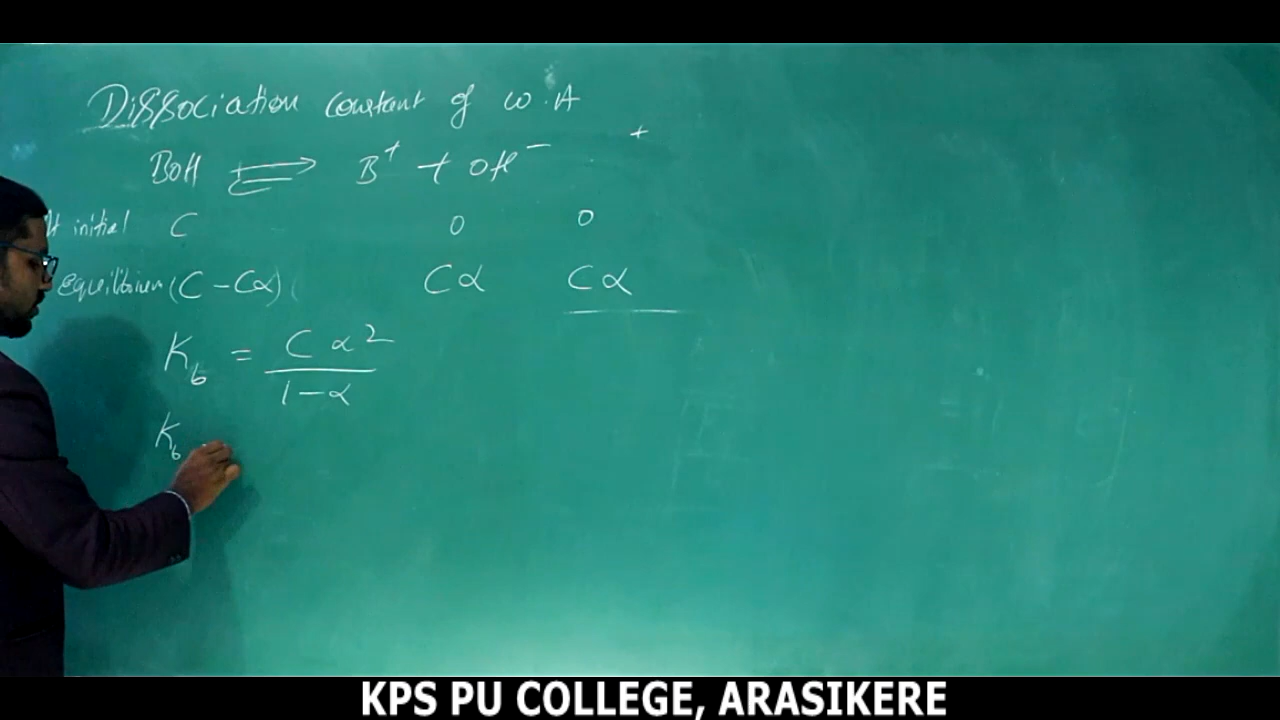 Dissociation constant of W.A
+
BOH ⇌ B⁺ + OH⁻
At initial C 0 0
Equilibrium (C - Cα) Cα Cα
K_b = Cα² / 1-α
K_b
KPS PU COLLEGE, ARASIKERE